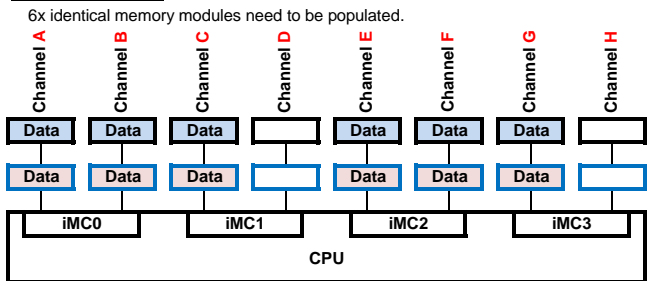 6x identical memory modules need to be populated.
Channel A Channel B Channel C Channel D Channel E Channel F Channel G Channel H
Data Data Data Data Data Data
Data Data Data Data Data Data
iMC0 iMC1 iMC2 iMC3
CPU